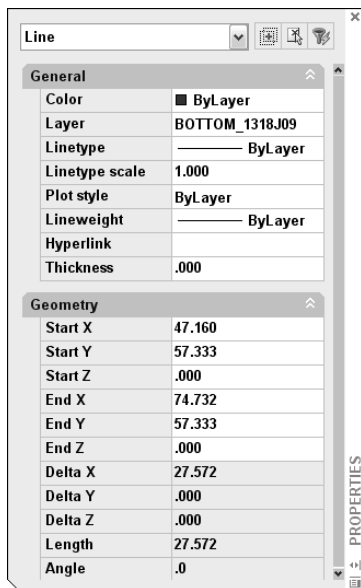 Line
General
Color ByLayer
Layer BOTTOM_1318J09
Linetype ByLayer
Linetype scale 1.000
Plot style ByLayer
Lineweight ByLayer
Hyperlink
Thickness .000
Geometry
Start X 47.160
Start Y 57.333
Start Z .000
End X 74.732
End Y 57.333
End Z .000
Delta X 27.572
Delta Y .000
Delta Z .000
Length 27.572
Angle .0
PROPERTIES